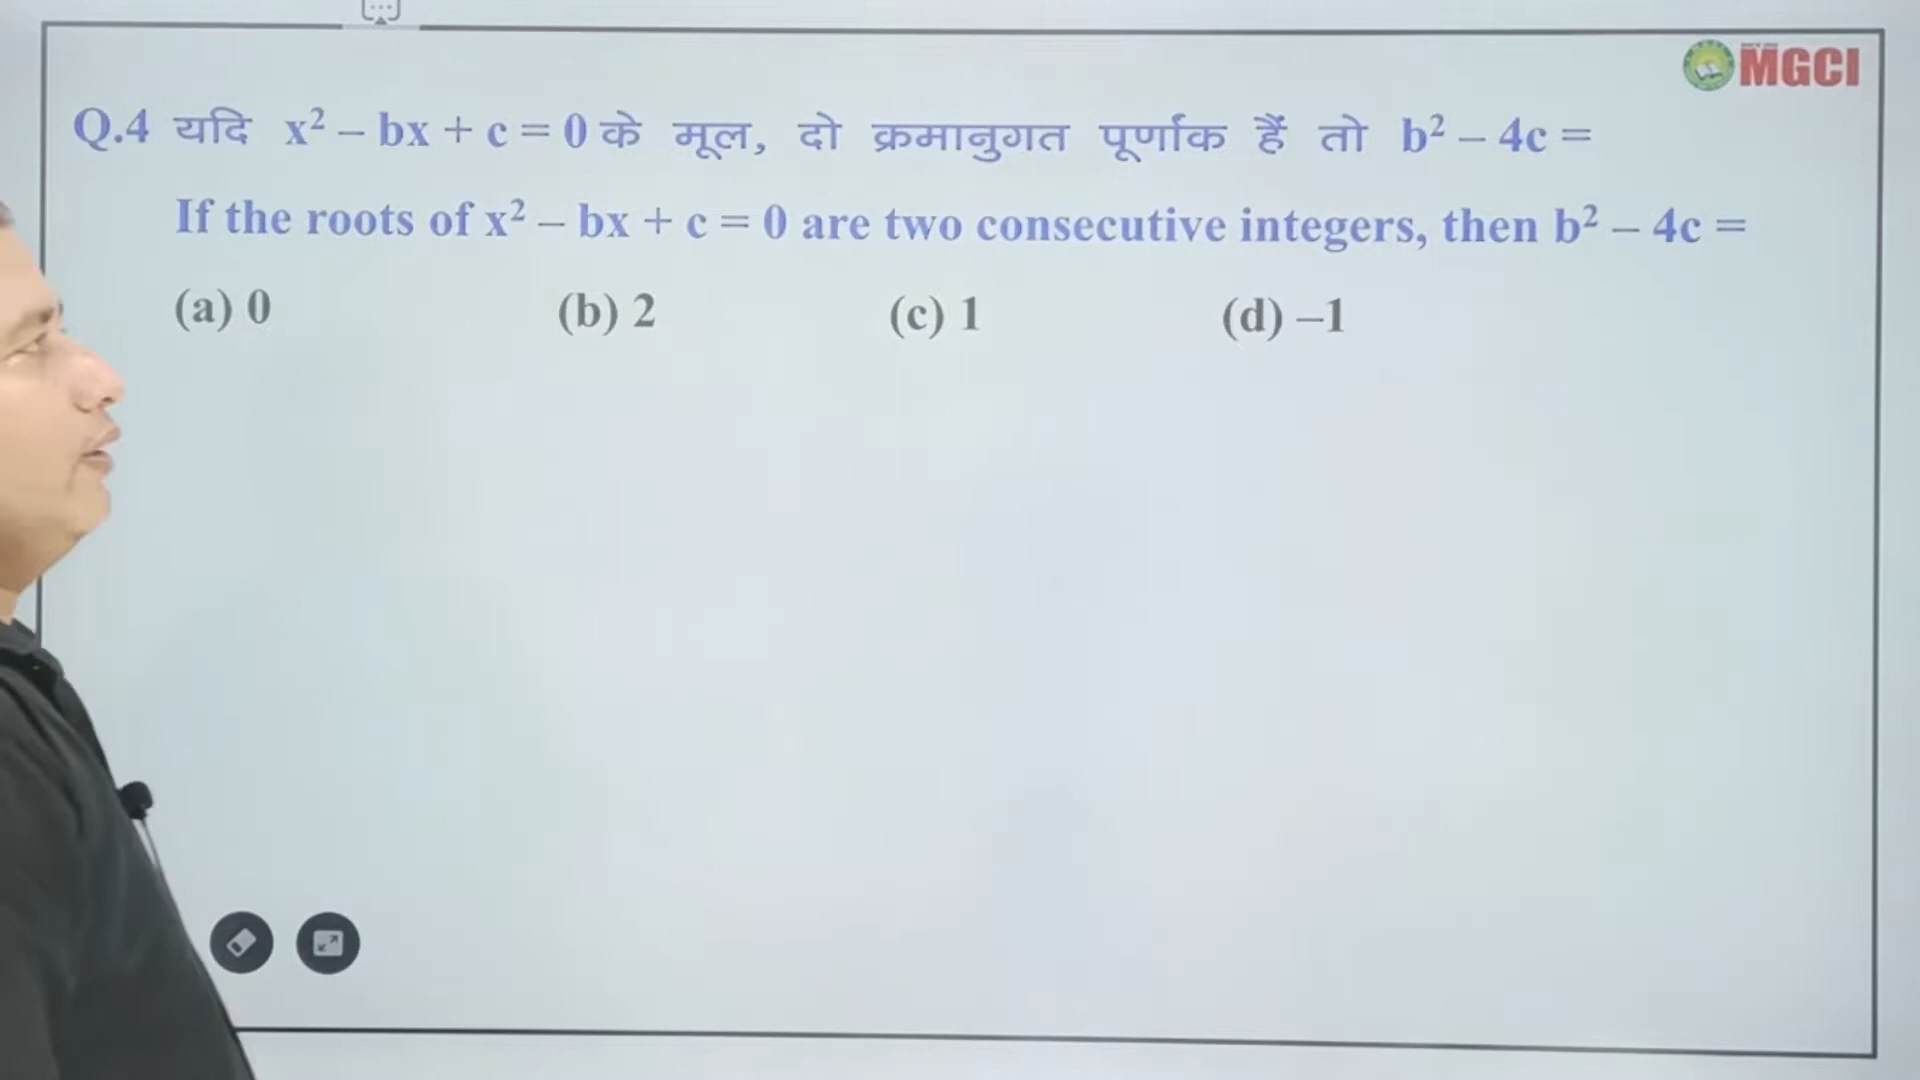 MGCI
Q.4 यदि x² – bx + c = 0 के मूल, दो क्रमानुगत पूर्णाक हैं तो b² – 4c =
If the roots of x² – bx + c = 0 are two consecutive integers, then b² – 4c =
(a) 0 (b) 2 (c) 1 (d) –1